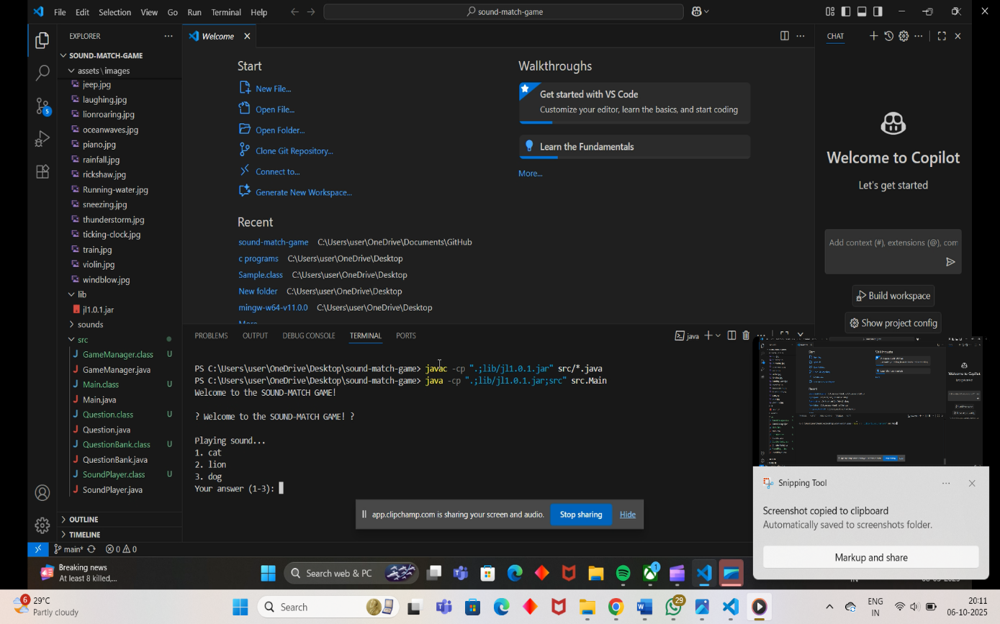 File Edit Selection View Go Run Terminal Help
sound-match-game
EXPLORER
SOUND-MATCH-GAME
assets\images
jeep.jpg
laughing.jpg
lionroaring.jpg
oceanwaves.jpg
piano.jpg
rainfall.jpg
rickshaw.jpg
Running-water.jpg
sneezing.jpg
thunderstorm.jpg
ticking-clock.jpg
train.jpg
violin.jpg
windblow.jpg
lib
jl1.0.1.jar
sounds
src
GameManager.class U
GameManager.java
Main.class U
Main.java
Question.class U
Question.java
QuestionBank.class U
QuestionBank.java
SoundPlayer.class U
SoundPlayer.java
OUTLINE
TIMELINE
5
Welcome
Start
New File...
Open File...
Open Folder...
Clone Git Repository...
Connect to...
Generate New Workspace...
Recent
sound-match-game C:\Users\user\OneDrive\Documents\GitHub
c programs C:\Users\user\OneDrive\Desktop
Sample.class C:\Users\user\OneDrive\Desktop
New folder C:\Users\user\OneDrive\Desktop
mingw-w64-v11.0.0 C:\Users\user\OneDrive\Desktop
More...
Walkthroughs
Get started with VS Code
Customize your editor, learn the basics, and start coding
Learn the Fundamentals
More...
PROBLEMS OUTPUT DEBUG CONSOLE TERMINAL PORTS
java
PS C:\Users\user\OneDrive\Desktop\sound-match-game> javac -cp ".;lib/jl1.0.1.jar" src/*.java
PS C:\Users\user\OneDrive\Desktop\sound-match-game> java -cp ".;lib/jl1.0.1.jar;src" src.Main
Welcome to the SOUND-MATCH GAME!
? Welcome to the SOUND-MATCH GAME! ?
Playing sound...
1. cat
2. lion
3. dog
Your answer (1-3):
app.clipchamp.com is sharing your screen and audio. Stop sharing Hide
CHAT
Welcome to Copilot
Let's get started
Add context (#), extensions (@), com
Build workspace
Show project config
Snipping Tool
Screenshot copied to clipboard
Automatically saved to screenshots folder.
Markup and share
main* 0 0
Breaking news
At least 8 killed,...
Search web & PC
1
6
29°C
Partly cloudy
Search
29
ENG
IN
20:11
06-10-2025